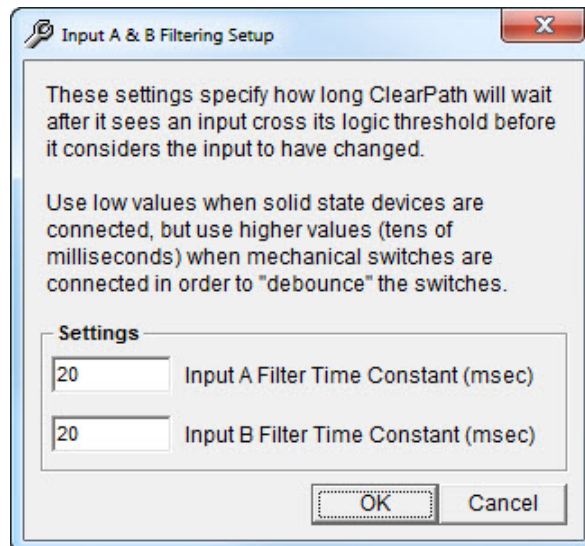 Input A & B Filtering Setup
These settings specify how long ClearPath will wait
after it sees an input cross its logic threshold before
it considers the input to have changed.
Use low values when solid state devices are
connected, but use higher values (tens of
milliseconds) when mechanical switches are
connected in order to "debounce" the switches.
Settings
20 Input A Filter Time Constant (msec)
20 Input B Filter Time Constant (msec)
OK Cancel